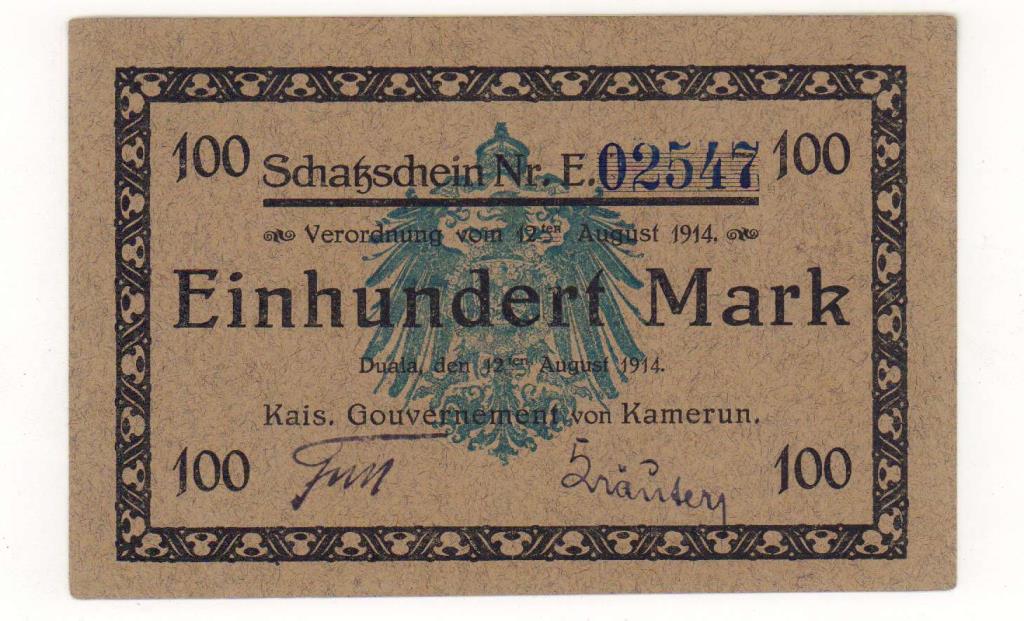 100 Schatzschein Nr. E. 02547 100
Verordnung vom 12ten August 1914.
Einhundert Mark
Duala, den 12ten August 1914.
Kais. Gouvernement von Kamerun.
100 100